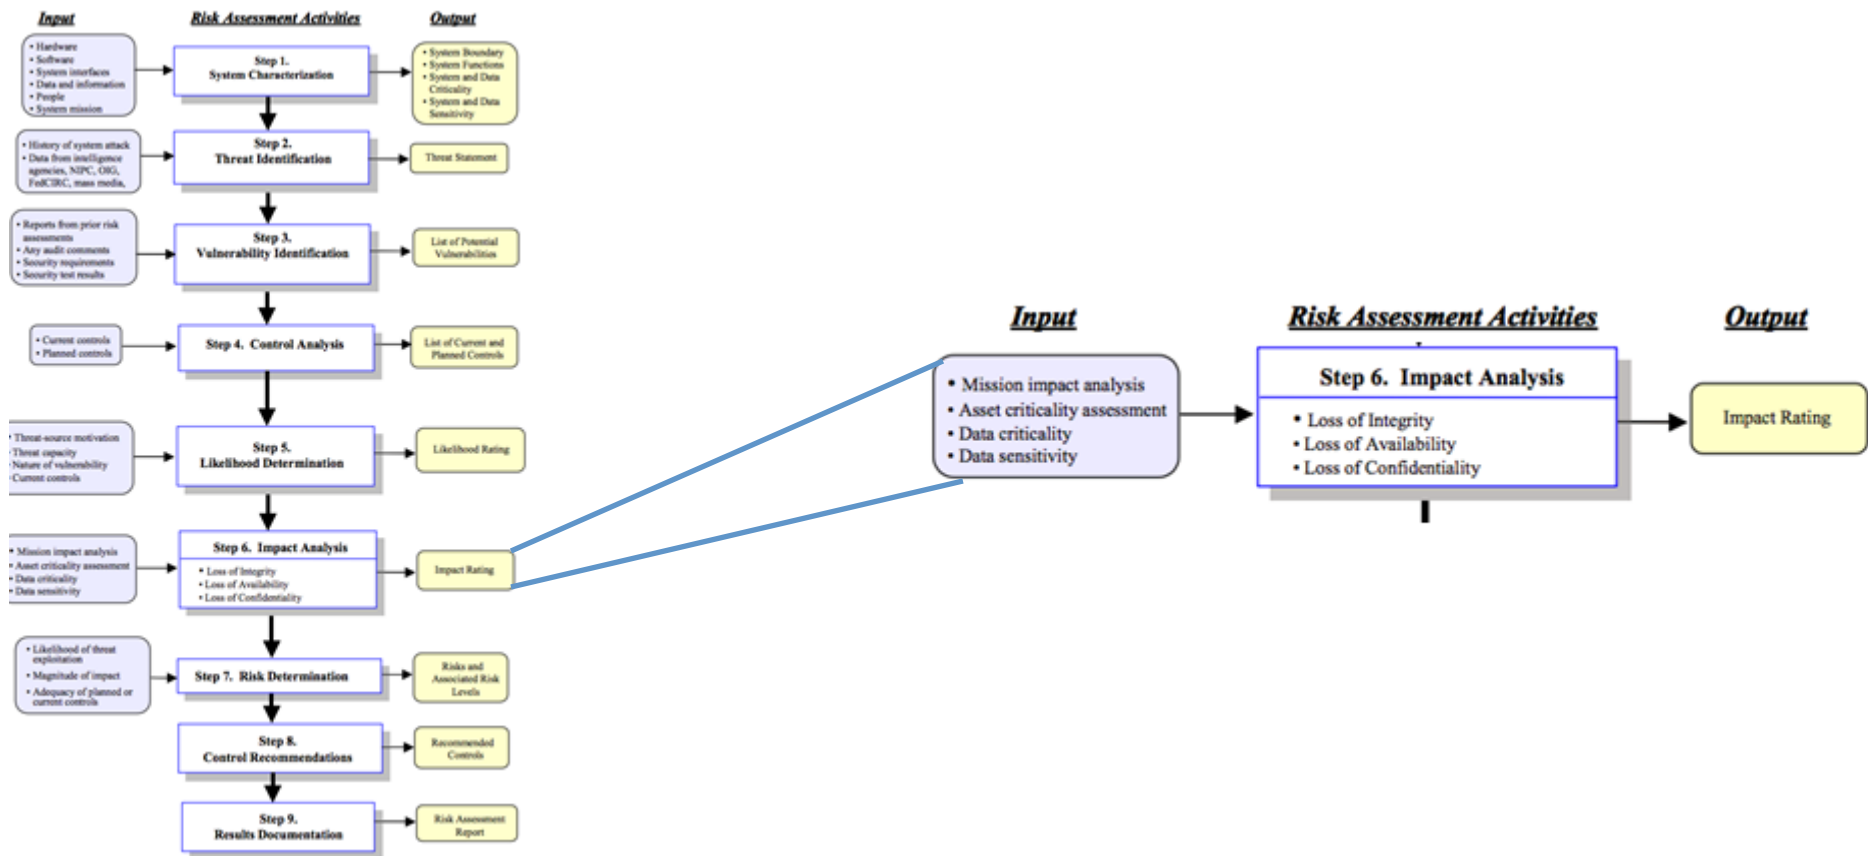 Input Risk Assessment Activities Output
• Hardware
• Software
• System interfaces
• Data and information
• People
• System mission
Step 1.
System Characterization
• System Boundary
• System Functions
• System and Data
Criticality
• System and Data
Sensitivity
• History of system attack
• Data from intelligence
agencies, NIPC, OIG,
FedCIRC, mass media,
Step 2.
Threat Identification
Threat Statement
• Reports from prior risk
assessments
• Any audit comments
• Security requirements
• Security test results
Step 3.
Vulnerability Identification
List of Potential
Vulnerabilities
• Current controls
• Planned controls
Step 4. Control Analysis
List of Current and
Planned Controls
• Threat-source motivation
• Threat capacity
• Nature of vulnerability
• Current controls
Step 5.
Likelihood Determination
Likelihood Rating
• Mission impact analysis
• Asset criticality assessment
• Data criticality
• Data sensitivity
Step 6. Impact Analysis
• Loss of Integrity
• Loss of Availability
• Loss of Confidentiality
Impact Rating
• Likelihood of threat
exploitation
• Magnitude of impact
• Adequacy of planned or
current controls
Step 7. Risk Determination
Risks and
Associated Risk
Levels
Step 8.
Control Recommendations
Recommended
Controls
Step 9.
Results Documentation
Risk Assessment
Report
Input Risk Assessment Activities Output
• Mission impact analysis
• Asset criticality assessment
• Data criticality
• Data sensitivity
Step 6. Impact Analysis
• Loss of Integrity
• Loss of Availability
• Loss of Confidentiality
Impact Rating